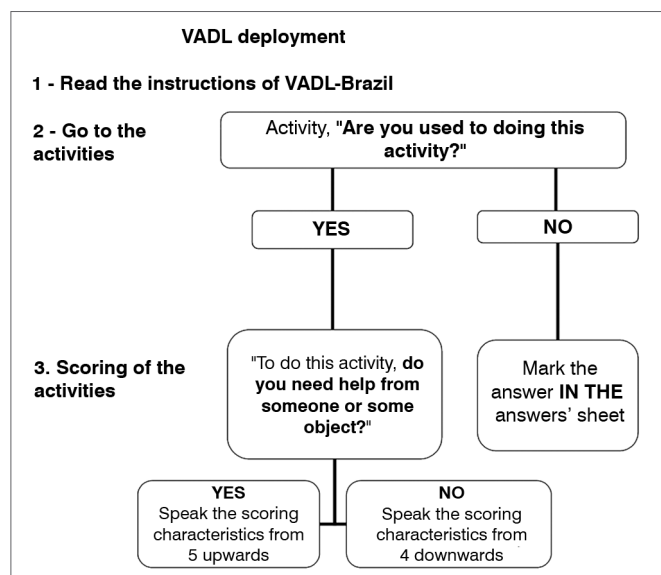 VADL deployment
1 - Read the instructions of VADL-Brazil
2 - Go to the
activities
Activity, "Are you used to doing this
activity?"
YES
NO
3. Scoring of the
activities
"To do this activity, do
you need help from
someone or some
object?"
Mark the
answer IN THE
answers' sheet
YES
Speak the scoring
characteristics from
5 upwards
NO
Speak the scoring
characteristics from
4 downwards